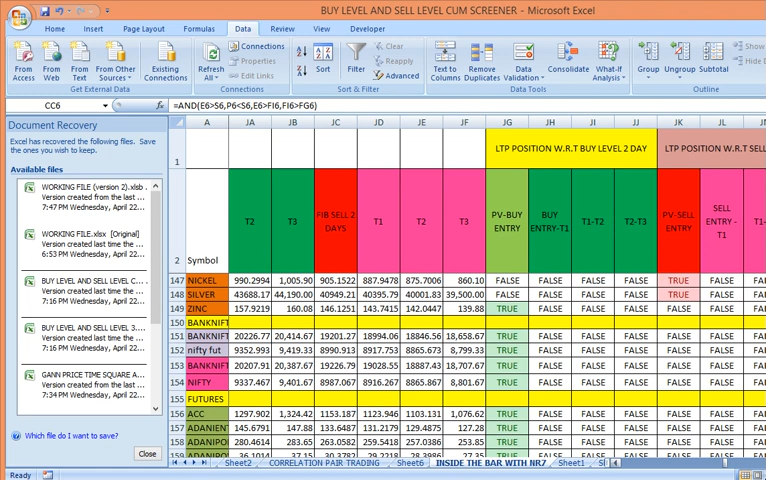 BUY LEVEL AND SELL LEVEL CUM SCREENER - Microsoft Excel
Home Insert Page Layout Formulas Data Review View Developer
From Access
From Web
From Text
From Other Sources
Existing Connections
Get External Data
Refresh All
Connections
Properties
Edit Links
Connections
Sort
Filter
Clear
Reapply
Advanced
Sort & Filter
Text to Columns
Remove Duplicates
Data Validation
Consolidate
What-If Analysis
Data Tools
Group
Ungroup
Subtotal
Show
Hide D
Outline
CC6 fx =AND(E6>S6,P6<S6,E6>FI6,FI6>FG6)
Document Recovery
Excel has recovered the following files. Save the ones you wish to keep.
Available files
WORKING FILE (version 2).xlsb ...
Version created from the last ...
7:47 PM Wednesday, April 22...
WORKING FILE.xlsx [Original]
Version created last time the ...
6:53 PM Wednesday, April 22...
BUY LEVEL AND SELL LEVEL C...
Version created last time the ...
7:16 PM Wednesday, April 22...
BUY LEVEL AND SELL LEVEL 3....
Version created last time the ...
7:16 PM Wednesday, April 22...
GANN PRICE TIME SQUARE A...
Version created from the last ...
7:34 PM Wednesday, April 22...
Which file do I want to save?
Close
A JA JB JC JD JE JF JG JH JI JJ JK JL
1 LTP POSITION W.R.T BUY LEVEL 2 DAY LTP POSITION W.R.T SELL
2 Symbol T2 T3 FIB SELL 2 DAYS T1 T2 T3 PV-BUY ENTRY BUY ENTRY-T1 T1-T2 T2-T3 PV-SELL ENTRY SELL ENTRY - T1
147 NICKEL 990.2994 1,005.90 905.1522 887.9478 875.7006 860.10 FALSE FALSE FALSE FALSE TRUE FALSE
148 SILVER 43688.17 44,190.00 40949.21 40395.79 40001.83 39,500.00 FALSE FALSE FALSE FALSE TRUE FALSE
149 ZINC 157.9219 160.08 146.1251 143.7415 142.0447 139.88 TRUE FALSE FALSE FALSE FALSE FALSE
150 BANKNIFT
151 BANKNIFT 20226.77 20,414.67 19201.27 18994.06 18846.56 18,658.67 TRUE FALSE FALSE FALSE FALSE FALSE
152 nifty fut 9352.993 9,419.33 8990.913 8917.753 8865.673 8,799.33 TRUE FALSE FALSE FALSE FALSE FALSE
153 BANKNIFT 20207.91 20,387.67 19226.79 19028.55 18887.43 18,707.67 TRUE FALSE FALSE FALSE FALSE FALSE
154 NIFTY 9337.467 9,401.67 8987.067 8916.267 8865.867 8,801.67 TRUE FALSE FALSE FALSE FALSE FALSE
155 FUTURES
156 ACC 1297.902 1,324.42 1153.187 1123.946 1103.131 1,076.62 TRUE FALSE FALSE FALSE FALSE FALSE
157 ADANIENT 145.6791 147.88 133.6487 131.2179 129.4875 127.28 TRUE FALSE FALSE FALSE FALSE FALSE
158 ADANIPO 280.4614 283.65 263.0582 259.5418 257.0386 253.85 TRUE FALSE FALSE FALSE FALSE FALSE
Sheet2 CORRELATION PAIR TRADING Sheet6 INSIDE THE BAR WITH NR7 Sheet1
Ready